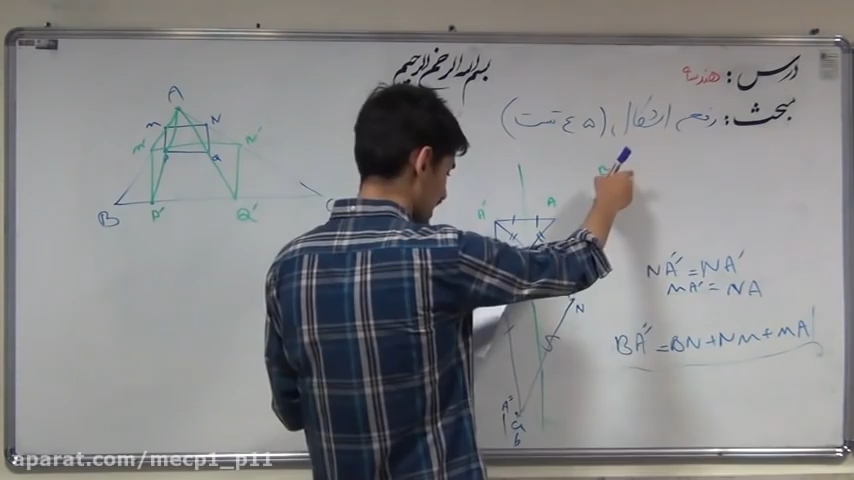 بسم الله الرحمن الرحیم
درس: هندسه
مبحث: رفع اشکال (۴۵ تست)
A
m N
m' N'
B A' Q'
A' A
NA" = NA'
mA' = NA
BA" = BN + Nm + mA'
N
A"
aparat.com/mecp1_p11